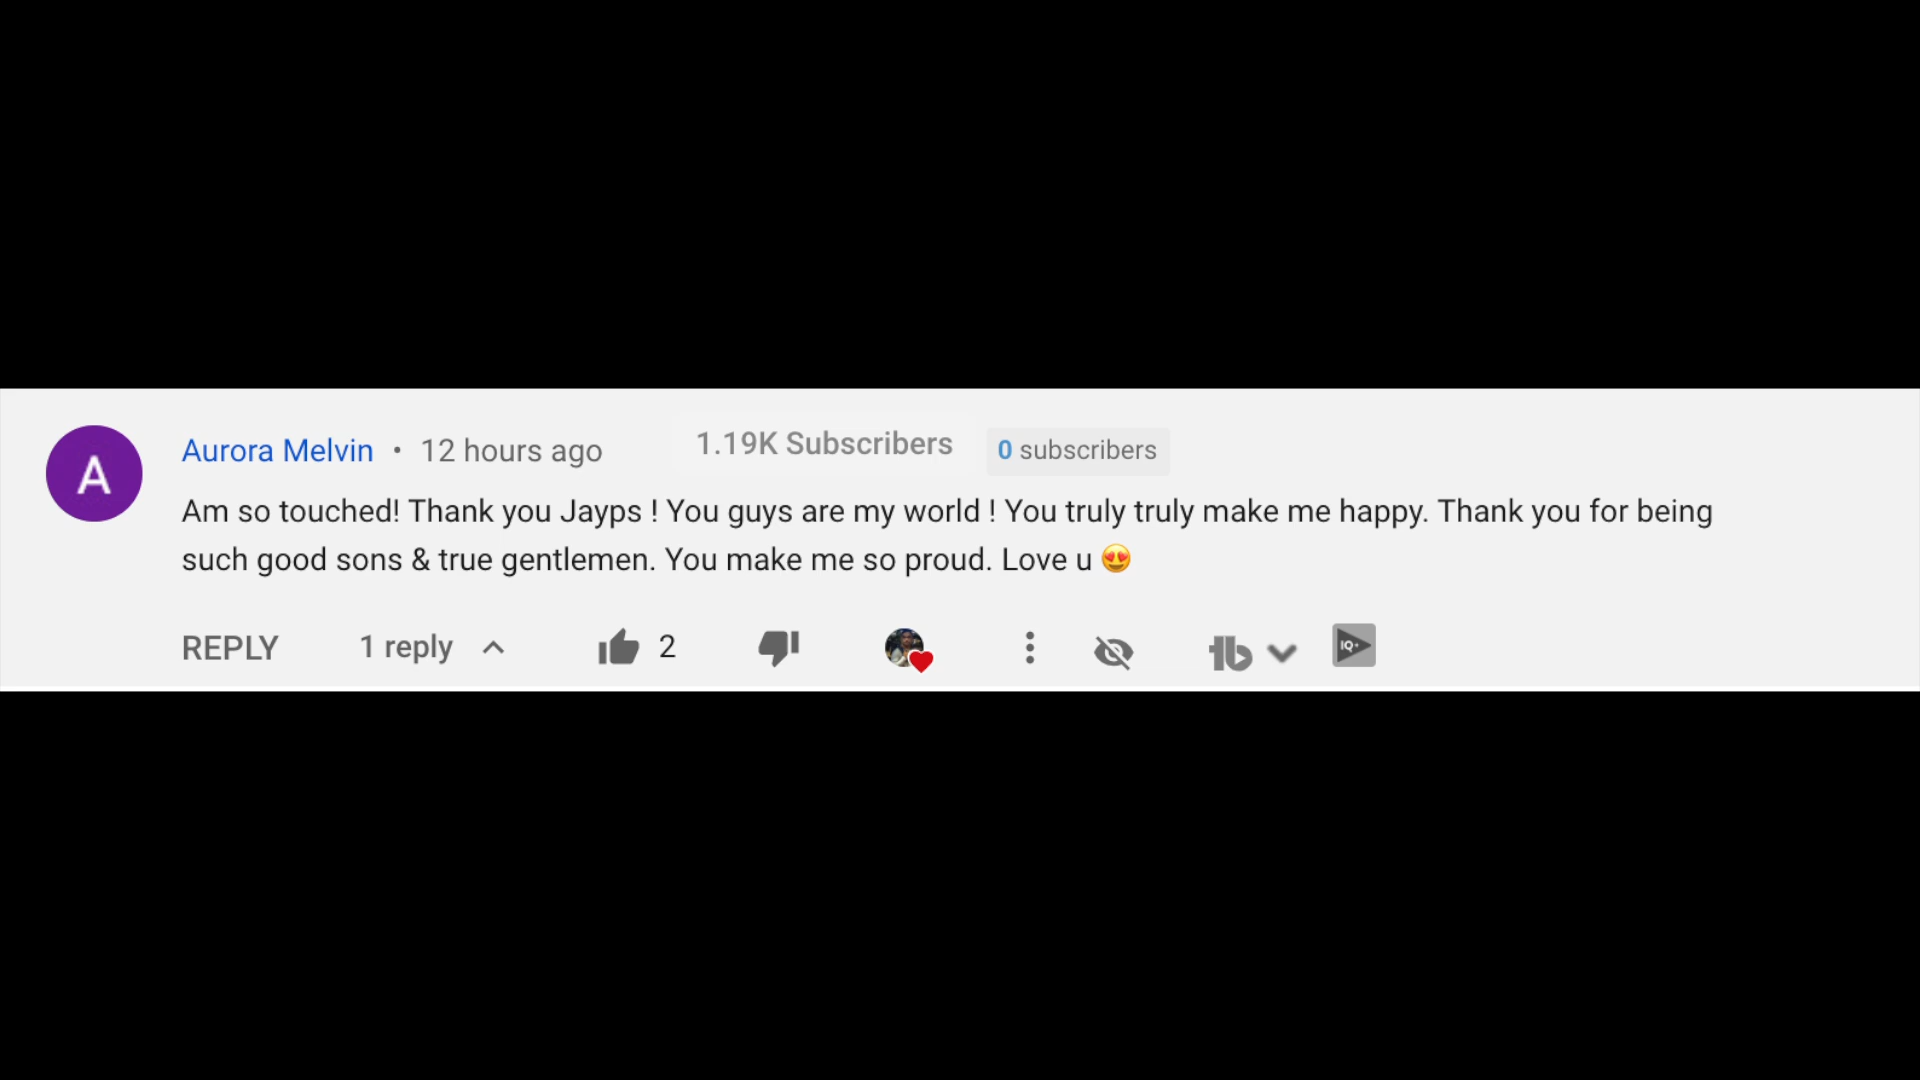 A
Aurora Melvin • 12 hours ago 1.19K Subscribers 0 subscribers
Am so touched! Thank you Jayps ! You guys are my world ! You truly truly make me happy. Thank you for being
such good sons & true gentlemen. You make me so proud. Love u 😍
REPLY 1 reply 2 tb IQ+